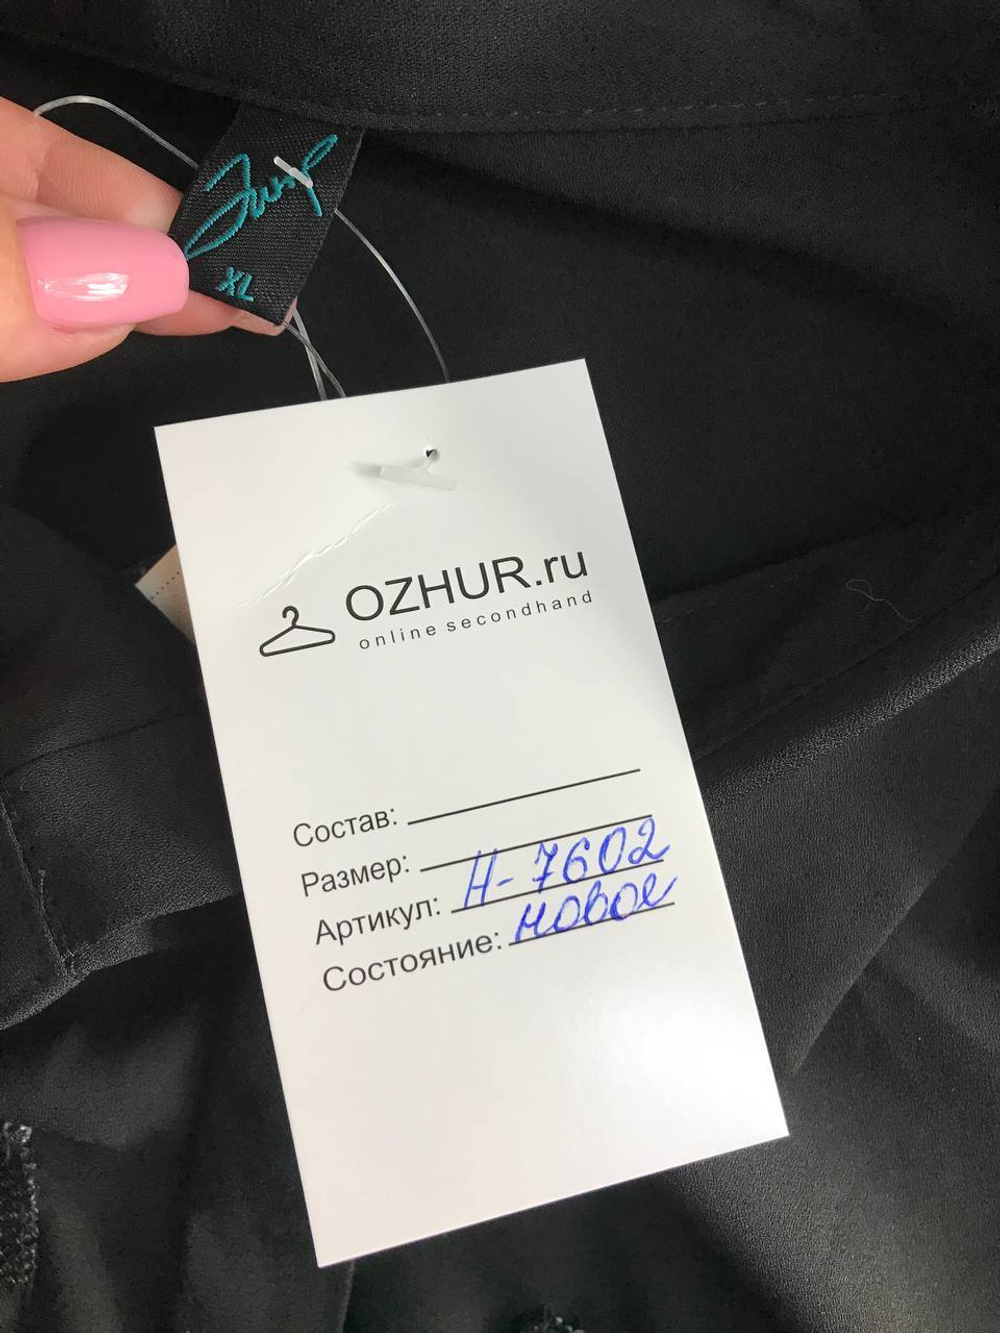 XL
OZHUR.ru
online secondhand
Состав:
Размер:
Артикул: Н-7602
Состояние: новое